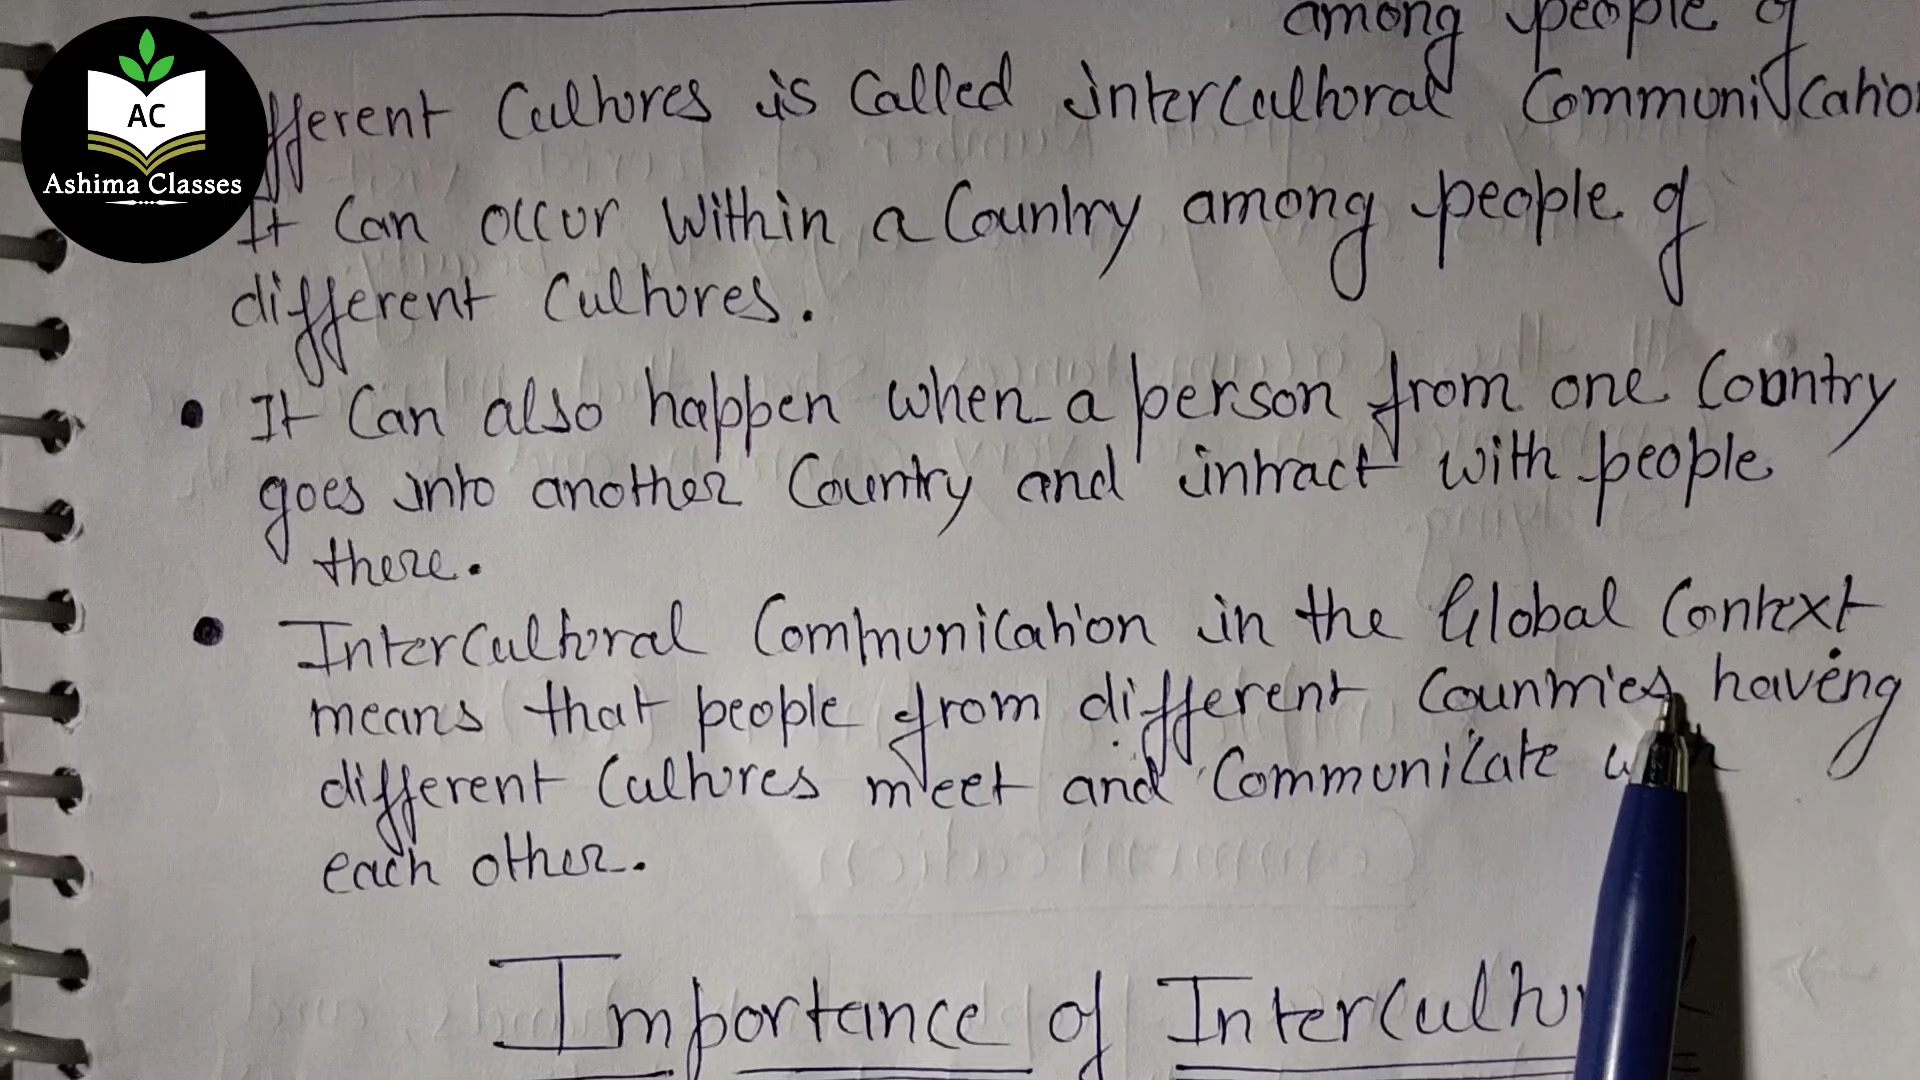 among people of
AC
Ashima Classes
fferent Cultures is Called intercultural Communication
It Can occur within a Country among people of
different Cultures.
• It Can also happen when a person from one Country
goes into another Country and intract with people
there.
• Intercultural Communication in the Global Context
means that people from different Countries having
different Cultures meet and Communicate
each other.
Importance of